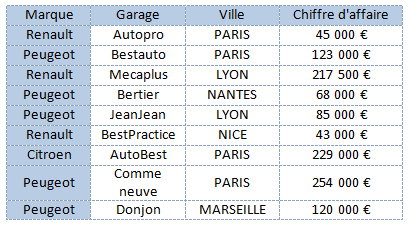 Marque Garage Ville Chiffre d'affaire
Renault Autopro PARIS 45 000 €
Peugeot Bestauto PARIS 123 000 €
Renault Mecaplus LYON 217 500 €
Peugeot Bertier NANTES 68 000 €
Peugeot JeanJean LYON 85 000 €
Renault BestPractice NICE 43 000 €
Citroen AutoBest PARIS 229 000 €
Peugeot Comme neuve PARIS 254 000 €
Peugeot Donjon MARSEILLE 120 000 €